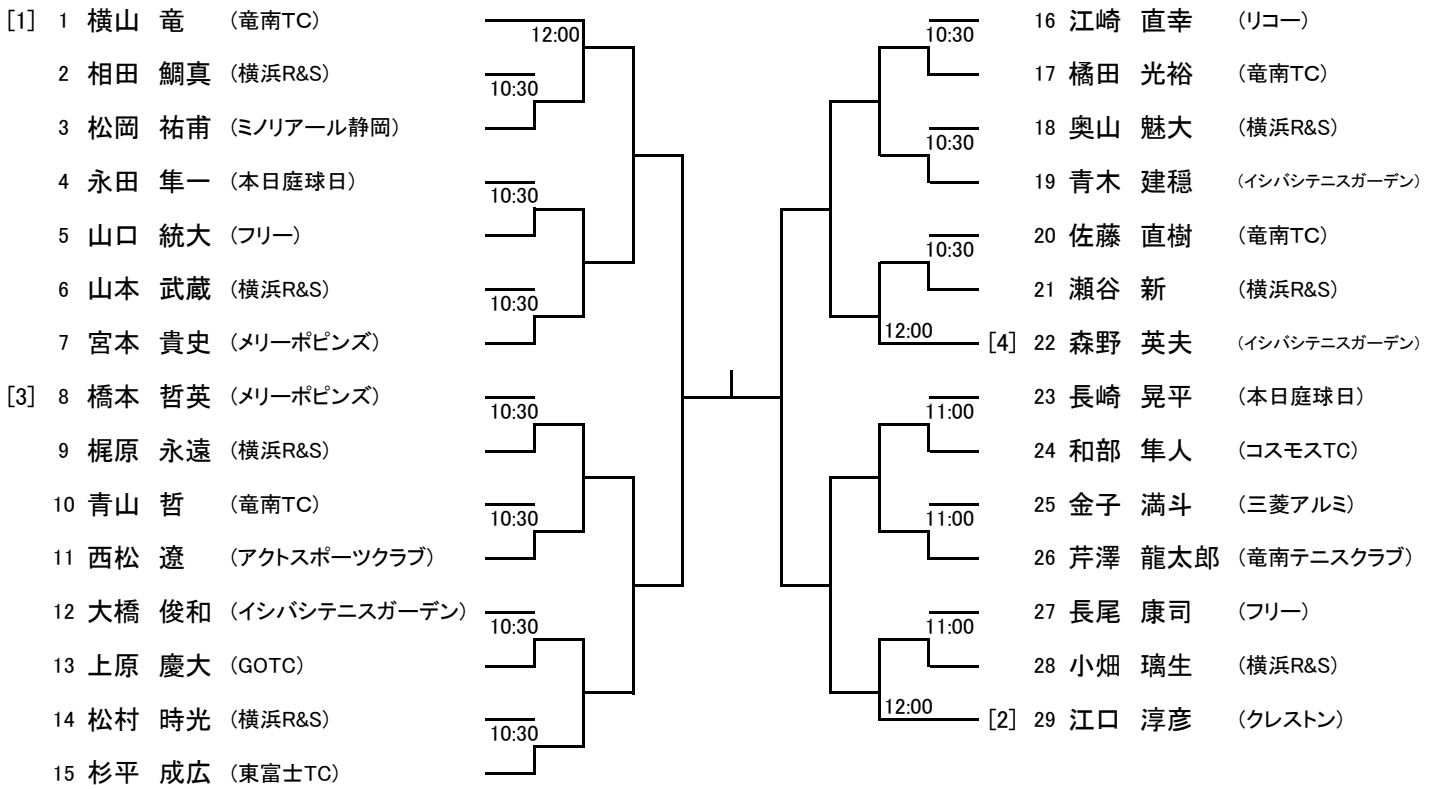 [1] 1 横山 竜 (竜南TC)
12:00
2 相田 鯛真 (横浜R&S)
10:30
3 松岡 祐甫 (ミノリアール静岡)
4 永田 隼一 (本日庭球日)
10:30
5 山口 統大 (フリー)
6 山本 武蔵 (横浜R&S)
10:30
7 宮本 貴史 (メリーポピンズ)
[3] 8 橋本 哲英 (メリーポピンズ)
10:30
9 梶原 永遠 (横浜R&S)
10 青山 哲 (竜南TC)
10:30
11 西松 遼 (アクトスポーツクラブ)
12 大橋 俊和 (イシバシテニスガーデン)
10:30
13 上原 慶大 (GOTC)
14 松村 時光 (横浜R&S)
10:30
15 杉平 成広 (東富士TC)
16 江崎 直幸 (リコー)
10:30
17 橘田 光裕 (竜南TC)
18 奥山 魅大 (横浜R&S)
10:30
19 青木 建穏 (イシバシテニスガーデン)
20 佐藤 直樹 (竜南TC)
10:30
21 瀬谷 新 (横浜R&S)
12:00
[4] 22 森野 英夫 (イシバシテニスガーデン)
23 長崎 晃平 (本日庭球日)
11:00
24 和部 隼人 (コスモスTC)
25 金子 満斗 (三菱アルミ)
11:00
26 芹澤 龍太郎 (竜南テニスクラブ)
27 長尾 康司 (フリー)
11:00
28 小畑 璃生 (横浜R&S)
12:00
[2] 29 江口 淳彦 (クレストン)